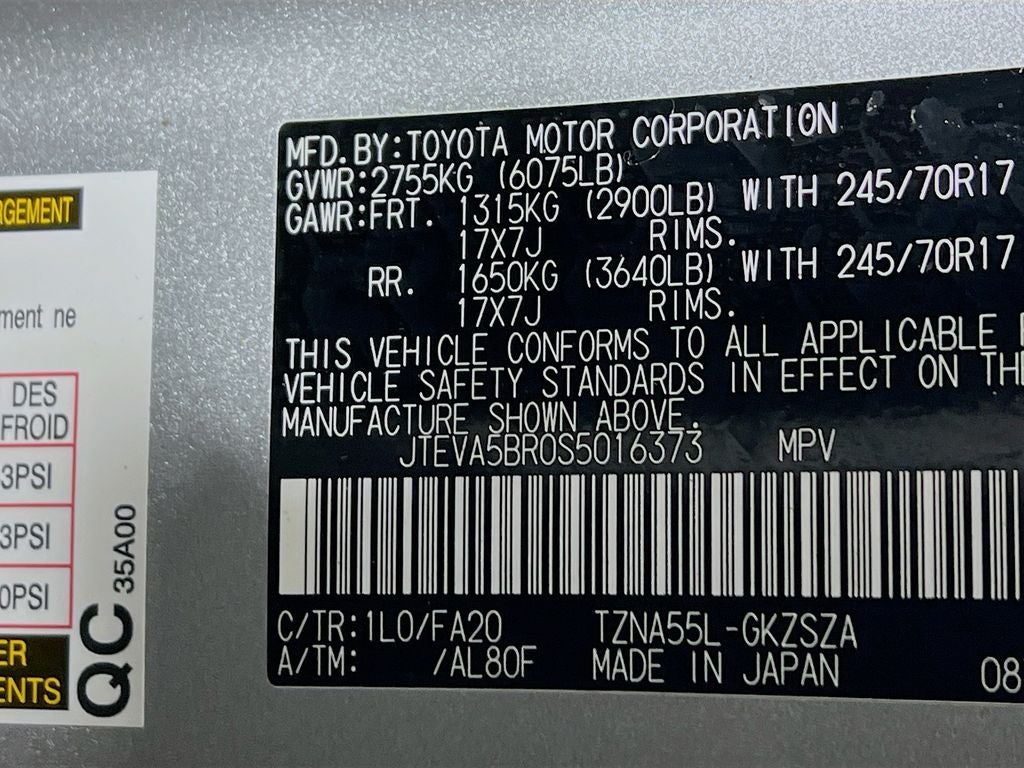 RGEMENT
ment ne
DES
FROID
3PSI
3PSI
0PSI
ER
ENTS
QC 35A00
MFD.BY:TOYOTA MOTOR CORPORATION
GVWR:2755KG (6075LB)
GAWR:FRT. 1315KG (2900LB) WITH 245/70R17
17X7J RIMS.
RR. 1650KG (3640LB) WITH 245/70R17
17X7J RIMS.
THIS VEHICLE CONFORMS TO ALL APPLICABLE
VEHICLE SAFETY STANDARDS IN EFFECT ON THE
MANUFACTURE SHOWN ABOVE.
JTEVA5BR0S5016373 MPV
C/TR:1L0/FA20 TZNA55L-GKZSZA
A/TM: /AL80F MADE IN JAPAN 08